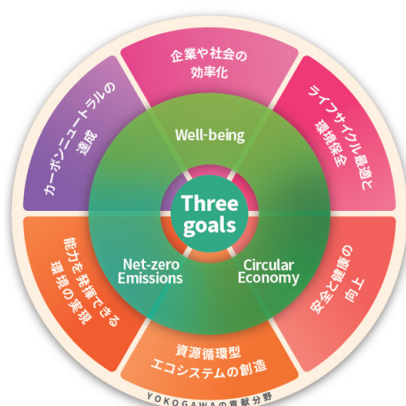 企業や社会の
効率化
ライフサイクル最適と
環境保全
安全と健康の
向上
資源循環型
エコシステムの創造
能力を発揮できる
環境の実現
カーボンニュートラルの
達成
Well-being
Three
goals
Net-zero
Emissions
Circular
Economy
YOKOGAWAの貢献分野